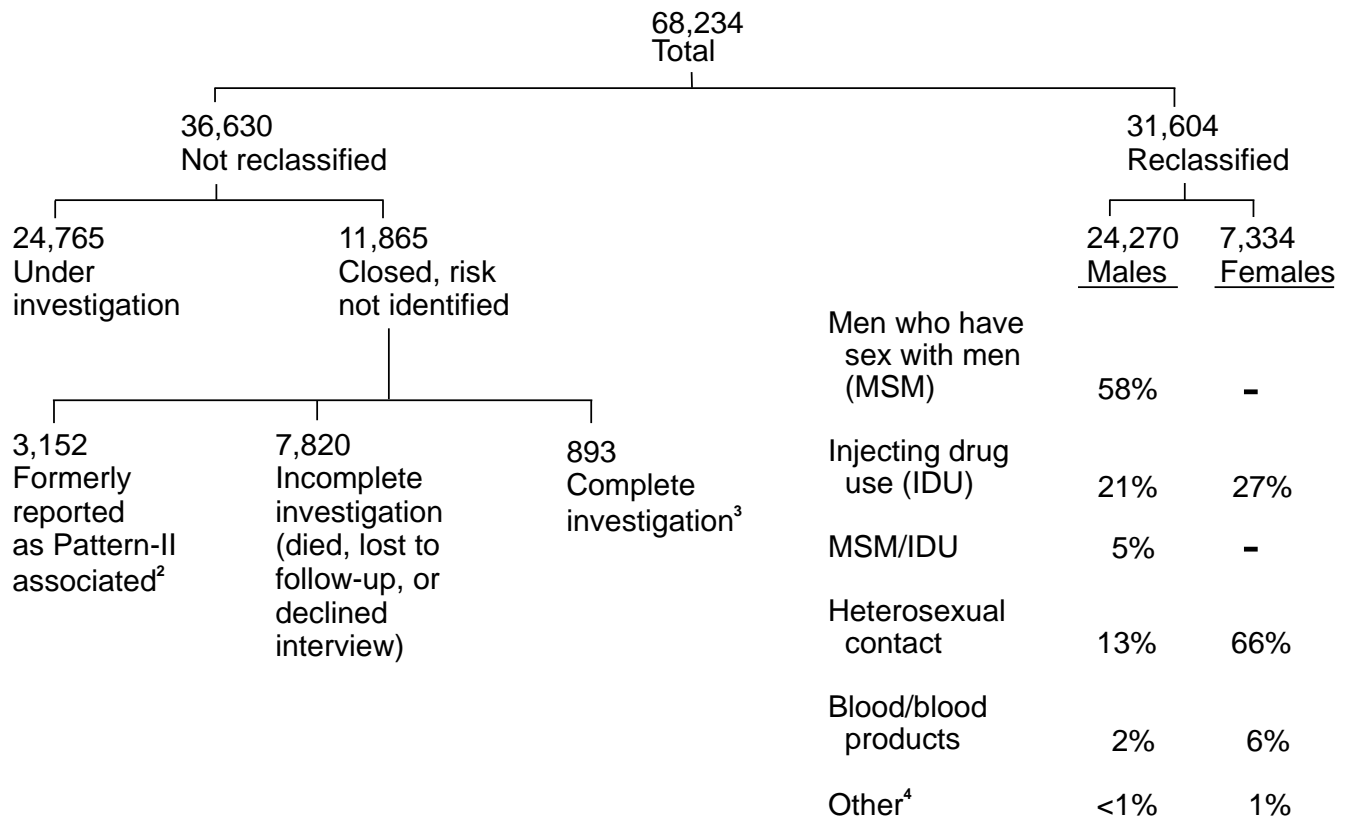 68,234
Total
36,630
Not reclassified
31,604
Reclassified
24,765
Under
investigation
11,865
Closed, risk
not identified
24,270
Males
7,334
Females
3,152
Formerly
reported
as Pattern-II
associated²
7,820
Incomplete
investigation
(died, lost to
follow-up, or
declined
interview)
893
Complete
investigation³
Men who have
sex with men
(MSM) 58% -
Injecting drug
use (IDU) 21% 27%
MSM/IDU 5% -
Heterosexual
contact 13% 66%
Blood/blood
products 2% 6%
Other⁴ <1% 1%